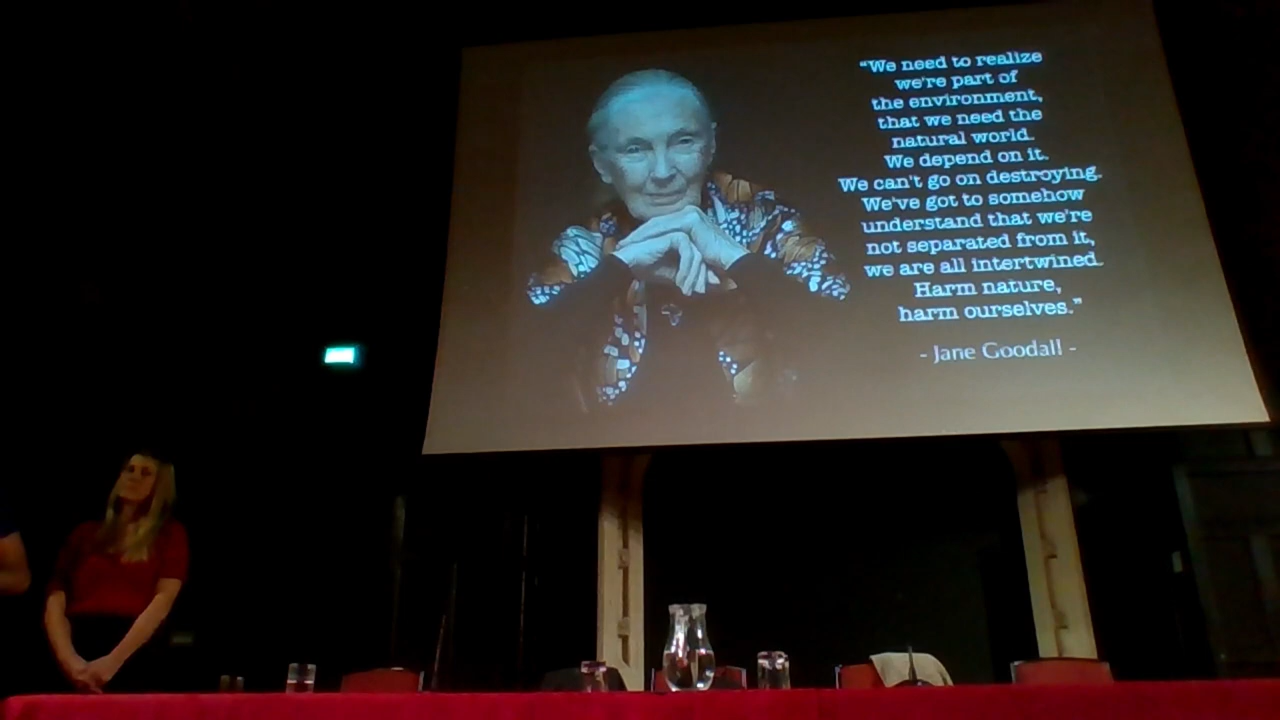 “We need to realize
we're part of
the environment,
that we need the
natural world.
We depend on it.
We can't go on destroying.
We've got to somehow
understand that we're
not separated from it,
we are all intertwined.
Harm nature,
harm ourselves.”
- Jane Goodall -